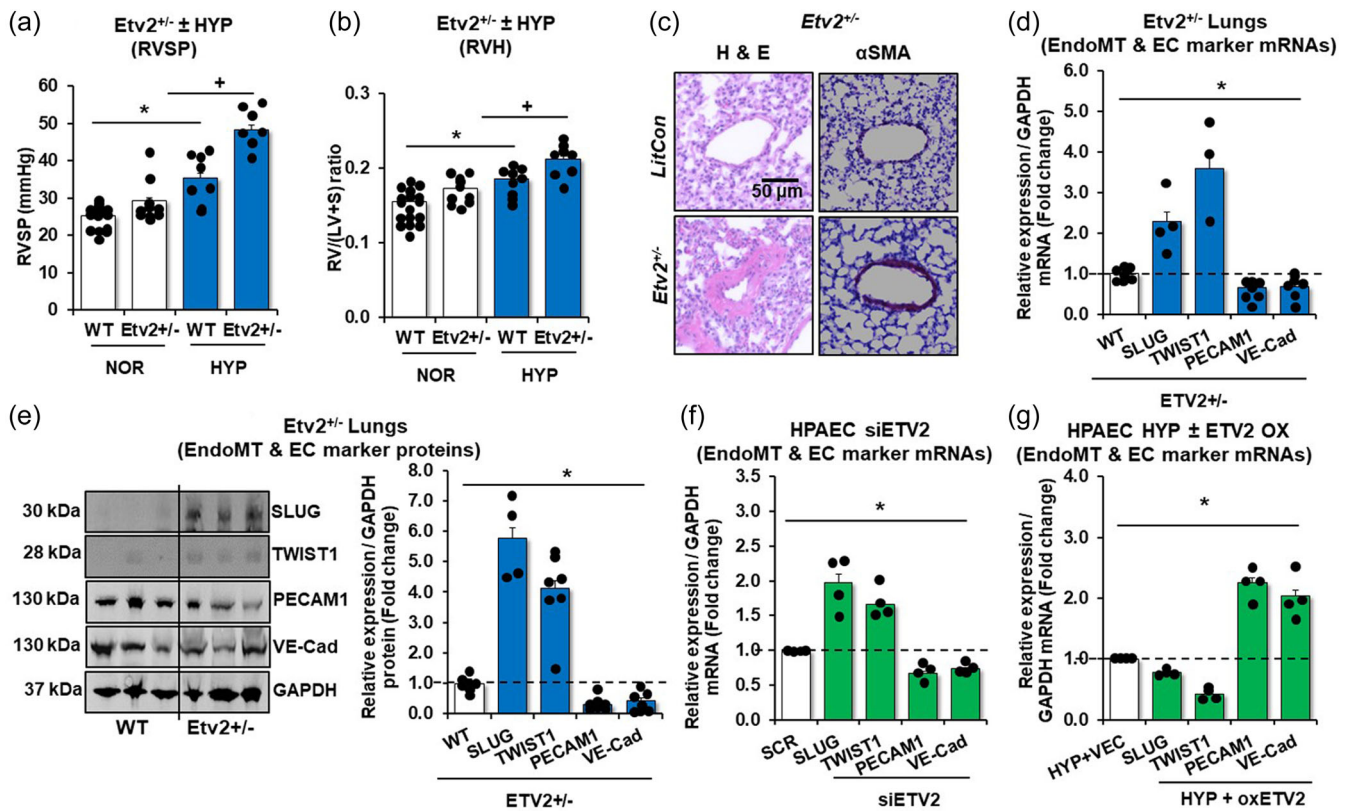 (a)
Etv2+/- ± HYP
(RVSP)
RVSP (mmHg)
60
50
40
30
20
10
0
*
+
WT Etv2+/- WT Etv2+/-
NOR HYP
(b)
Etv2+/- ± HYP
(RVH)
RV/(LV+S) ratio
0.3
0.2
0.1
0.0
*
+
WT Etv2+/- WT Etv2+/-
NOR HYP
(c)
Etv2+/-
H & E αSMA
LitCon
50 µm
Etv2+/-
(d)
Etv2+/- Lungs
(EndoMT & EC marker mRNAs)
Relative expression / GAPDH
mRNA (Fold change)
6.0
5.0
4.0
3.0
2.0
1.0
0.0
*
WT SLUG TWIST1 PECAM1 VE-Cad
ETV2+/-
(e)
Etv2+/- Lungs
(EndoMT & EC marker proteins)
30 kDa SLUG
28 kDa TWIST1
130 kDa PECAM1
130 kDa VE-Cad
37 kDa GAPDH
WT Etv2+/-
Relative expression / GAPDH
protein (Fold change)
8.0
7.0
6.0
5.0
4.0
3.0
2.0
1.0
0.0
*
WT SLUG TWIST1 PECAM1 VE-Cad
ETV2+/-
(f)
HPAEC siETV2
(EndoMT & EC marker mRNAs)
Relative expression / GAPDH
mRNA (Fold change)
3.5
3.0
2.5
2.0
1.5
1.0
0.5
0.0
*
SCR SLUG TWIST1 PECAM1 VE-Cad
siETV2
(g)
HPAEC HYP ± ETV2 OX
(EndoMT & EC marker mRNAs)
Relative expression/
GAPDH mRNA (Fold change)
4.0
3.0
2.0
1.0
0.0
*
HYP+VEC SLUG TWIST1 PECAM1 VE-Cad
HYP + oxETV2